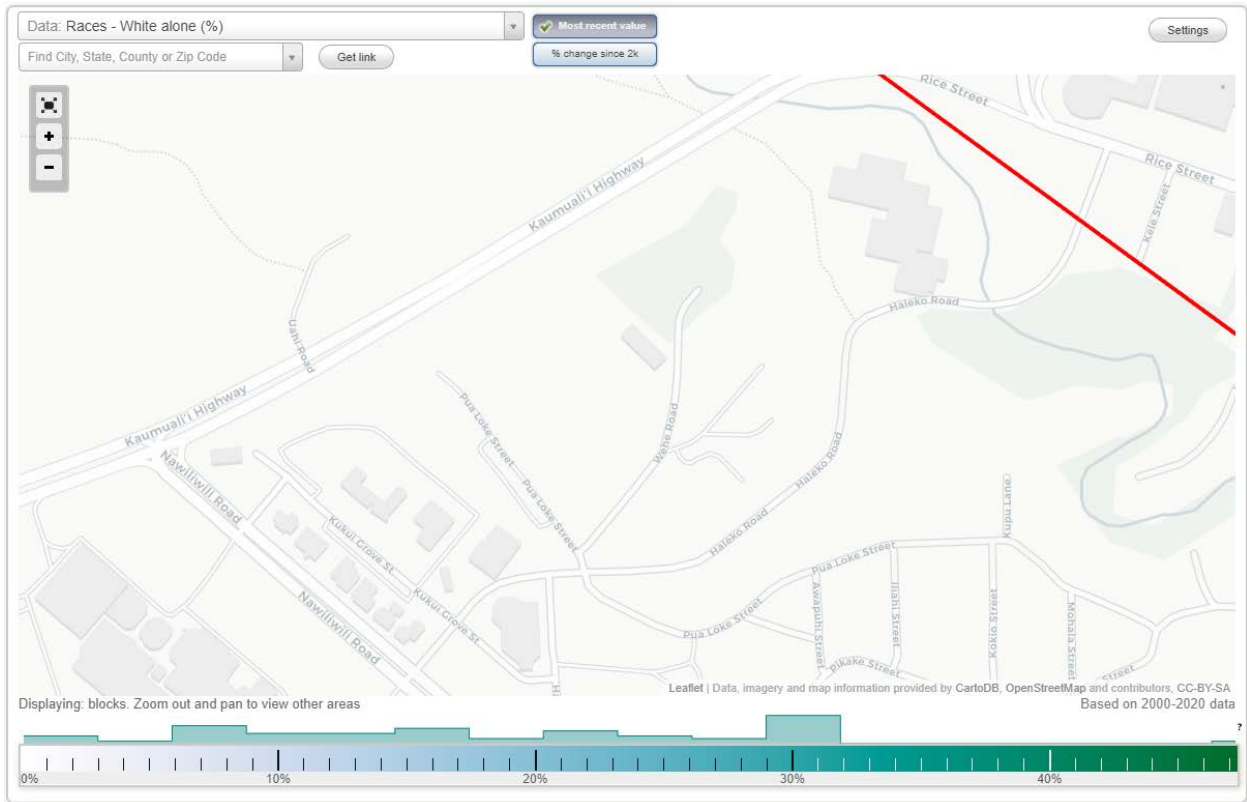 Data: Races - White alone (%)
Most recent value
Settings
Find City, State, County or Zip Code
Get link
% change since 2k
+
-
Rice Street
Rice Street
Kele Street
Kaumuali'i Highway
Haleko Road
Uahi Road
Kaumuali'i Highway
Pua Loke Street
Wehe Road
Haleko Road
Nawiliwili Road
Pua Loke Street
Kupu Lane
Kukui Grove St.
Haleko Road
Pua Loke Street
Kukui Grove St.
Awapuhi Street
Iliahi Street
Kokio Street
Mohala Street
Nawiliwili Road
Pua Loke Street
Pikake Street
Street
H
Leaflet | Data, imagery and map information provided by CartoDB, OpenStreetMap and contributors, CC-BY-SA
Displaying: blocks. Zoom out and pan to view other areas
Based on 2000-2020 data
?
0% 10% 20% 30% 40%